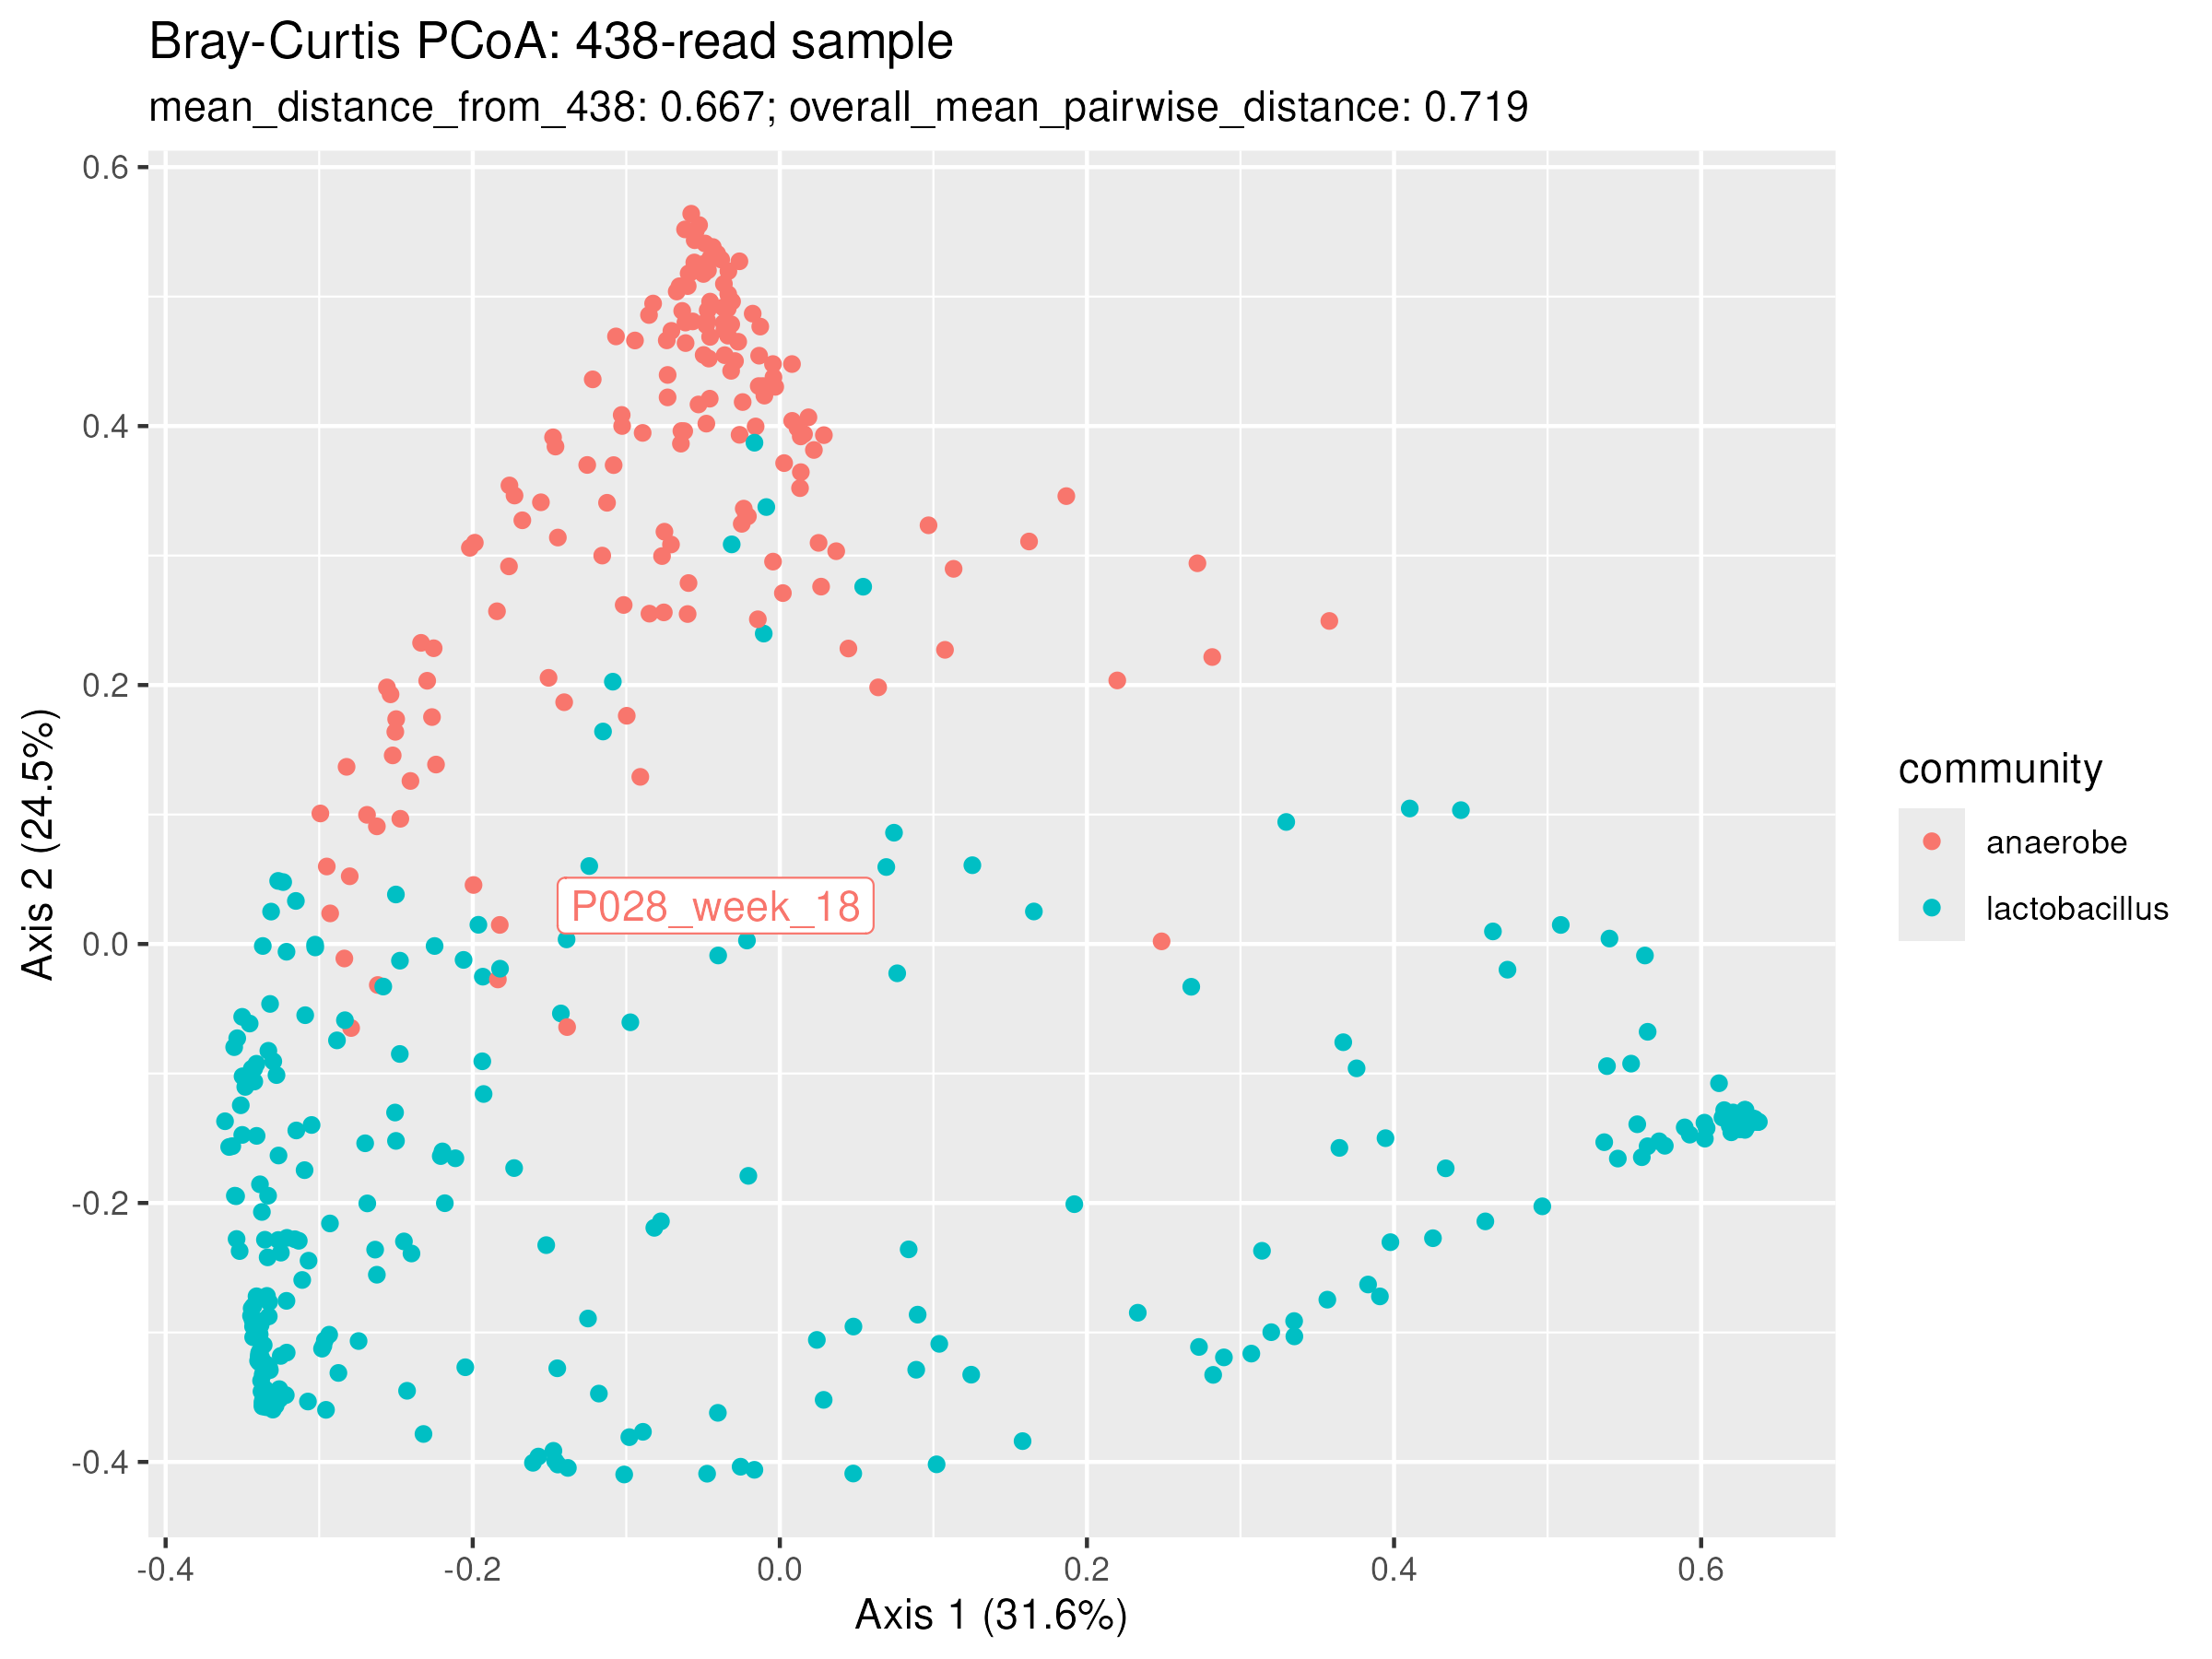 Bray-Curtis PCoA: 438-read sample
mean_distance_from_438: 0.667; overall_mean_pairwise_distance: 0.719
Axis 2 (24.5%)
0.6
0.4
0.2
0.0
-0.2
-0.4
P028_week_18
-0.4
-0.2
0.0
0.2
0.4
0.6
Axis 1 (31.6%)
community
anaerobe
lactobacillus